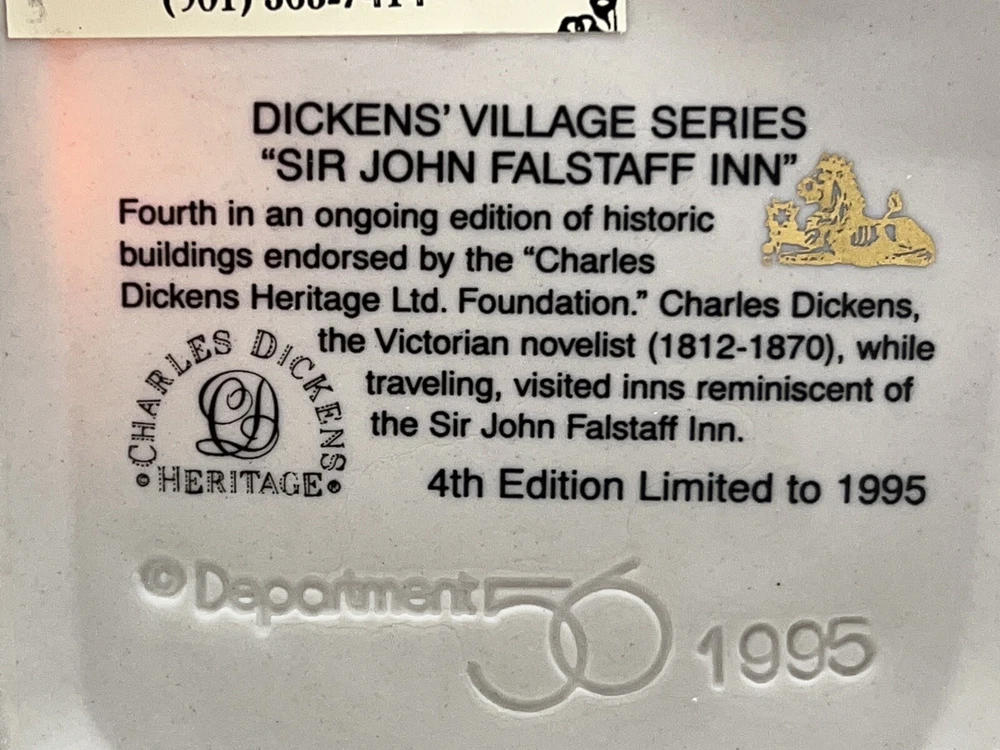 DICKENS' VILLAGE SERIES
“SIR JOHN FALSTAFF INN”
Fourth in an ongoing edition of historic
buildings endorsed by the “Charles
Dickens Heritage Ltd. Foundation.” Charles Dickens,
the Victorian novelist (1812-1870), while
traveling, visited inns reminiscent of
the Sir John Falstaff Inn.
CHARLES DICKENS
• HERITAGE •
4th Edition Limited to 1995
© Department 56 1995